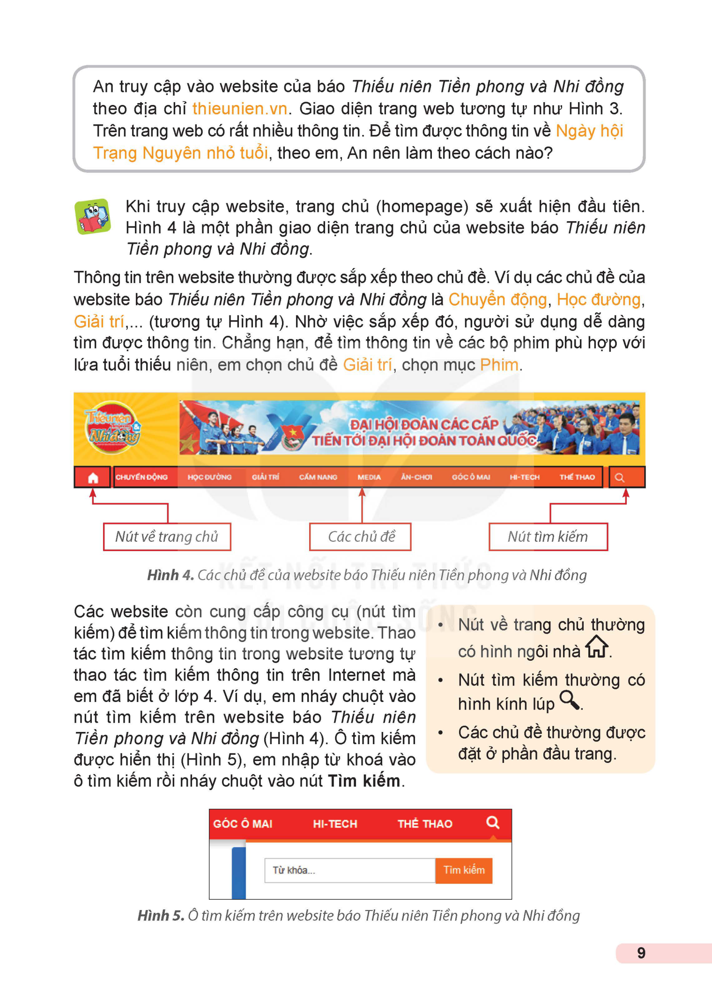 An truy cập vào website của báo Thiếu niên Tiền phong và Nhi đồng
theo địa chỉ thieunien.vn. Giao diện trang web tương tự như Hình 3.
Trên trang web có rất nhiều thông tin. Để tìm được thông tin về Ngày hội
Trạng Nguyên nhỏ tuổi, theo em, An nên làm theo cách nào?
Khi truy cập website, trang chủ (homepage) sẽ xuất hiện đầu tiên.
Hình 4 là một phần giao diện trang chủ của website báo Thiếu niên
Tiền phong và Nhi đồng.
Thông tin trên website thường được sắp xếp theo chủ đề. Ví dụ các chủ đề của
website báo Thiếu niên Tiền phong và Nhi đồng là Chuyển động, Học đường,
Giải trí,... (tương tự Hình 4). Nhờ việc sắp xếp đó, người sử dụng dễ dàng
tìm được thông tin. Chẳng hạn, để tìm thông tin về các bộ phim phù hợp với
lứa tuổi thiếu niên, em chọn chủ đề Giải trí, chọn mục Phim.
Thiếu niên
&
Nhi đồng
ĐẠI HỘI ĐOÀN CÁC CẤP
TIẾN TỚI ĐẠI HỘI ĐOÀN TOÀN QUỐC
CHUYỂN ĐỘNG HỌC ĐƯỜNG GIẢI TRÍ CẨM NANG MEDIA ĂN-CHƠI GÓC Ô MAI HI-TECH THỂ THAO
Nút về trang chủ Các chủ đề Nút tìm kiếm
KẾT NỐI TRI THỨC
VỚI CUỘC SỐNG
Hình 4. Các chủ đề của website báo Thiếu niên Tiền phong và Nhi đồng
Các website còn cung cấp công cụ (nút tìm
kiếm) để tìm kiếm thông tin trong website. Thao
tác tìm kiếm thông tin trong website tương tự
thao tác tìm kiếm thông tin trên Internet mà
em đã biết ở lớp 4. Ví dụ, em nháy chuột vào
nút tìm kiếm trên website báo Thiếu niên
Tiền phong và Nhi đồng (Hình 4). Ô tìm kiếm
được hiển thị (Hình 5), em nhập từ khoá vào
ô tìm kiếm rồi nháy chuột vào nút Tìm kiếm.
• Nút về trang chủ thường
có hình ngôi nhà .
• Nút tìm kiếm thường có
hình kính lúp .
• Các chủ đề thường được
đặt ở phần đầu trang.
GÓC Ô MAI HI-TECH THỂ THAO
Từ khóa... Tìm kiếm
Hình 5. Ô tìm kiếm trên website báo Thiếu niên Tiền phong và Nhi đồng
9